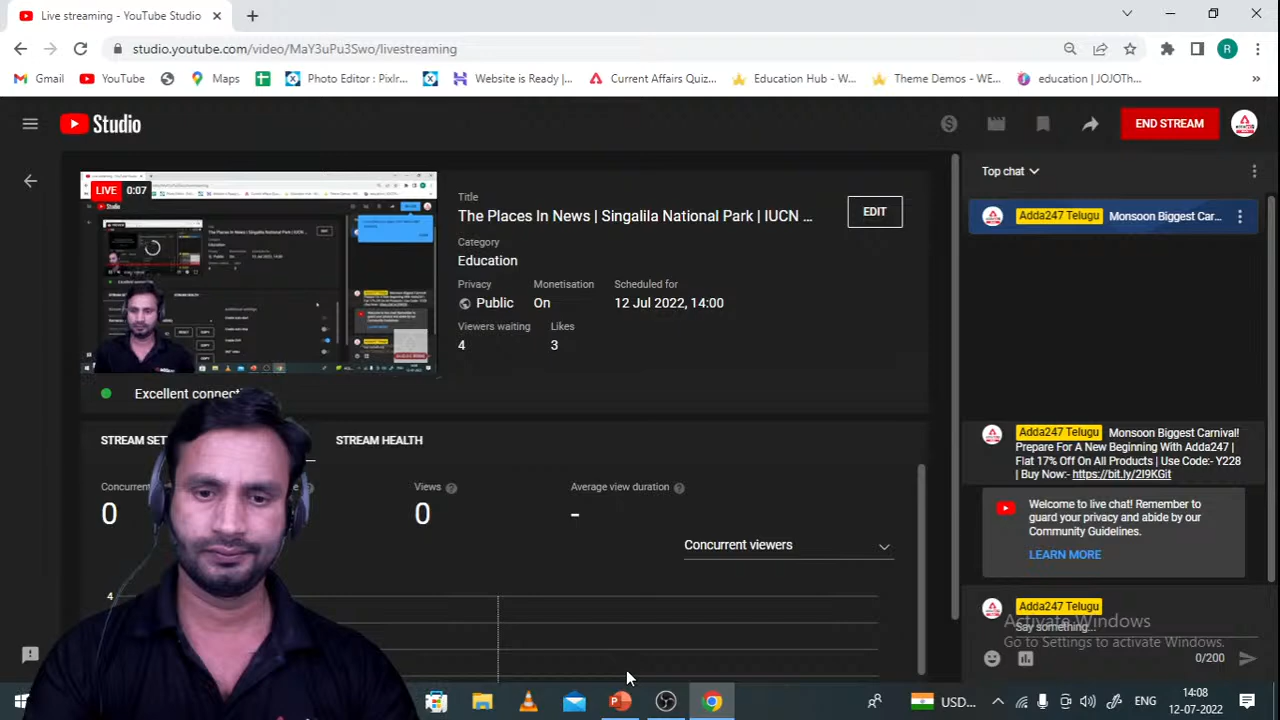 Live streaming - YouTube Studio
studio.youtube.com/video/MaY3uPu3Swo/livestreaming
R
Gmail
YouTube
Maps
Photo Editor : Pixlr...
Website is Ready |...
Current Affairs Quiz...
Education Hub - W...
Theme Demos - WE...
education | JOJOTh...
Studio
END STREAM
LIVE 0:07
Title
The Places In News | Singalila National Park | IUCN ...
EDIT
Category
Education
Privacy
Public
Monetisation
On
Scheduled for
12 Jul 2022, 14:00
Viewers waiting
4
Likes
3
Excellent connecti
STREAM SET
STREAM HEALTH
Concurrent
0
Views
0
Average view duration
-
Concurrent viewers
4
Top chat
Adda247 Telugu Monsoon Biggest Car...
Adda247 Telugu Monsoon Biggest Carnival!
Prepare For A New Beginning With Adda247 |
Flat 17% Off On All Products | Use Code:- Y228
| Buy Now:- https://bit.ly/2I9KGit
Welcome to live chat! Remember to
guard your privacy and abide by our
Community Guidelines.
LEARN MORE
Adda247 Telugu
Say something...
0/200
Activate Windows
Go to Settings to activate Windows.
USD...
ENG
14:08
12-07-2022